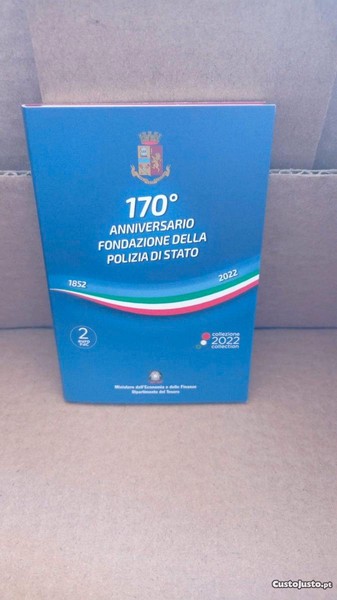 170°
ANNIVERSARIO
FONDAZIONE DELLA
POLIZIA DI STATO
1852
2022
2
collezione
2022
collection
Ministero dell'Economia e delle Finanze
Dipartimento del Tesoro
CustoJusto.pt